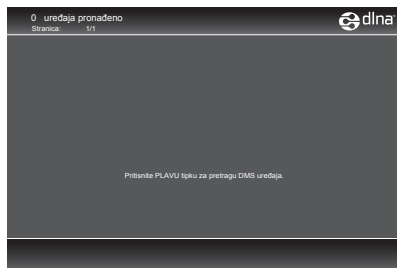 0 uređaja pronađeno
Stranica: 1/1
dlna
Pritisnite PLAVU tipku za pretragu DMS uređaja.